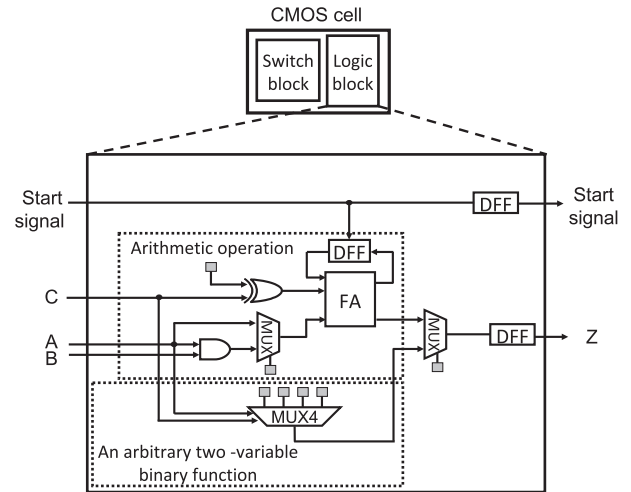 CMOS cell
Switch
block
Logic
block
Start
signal
DFF
Start
signal
Arithmetic operation
DFF
C
FA
MUX
MUX
A
B
DFF
Z
MUX4
An arbitrary two -variable
binary function